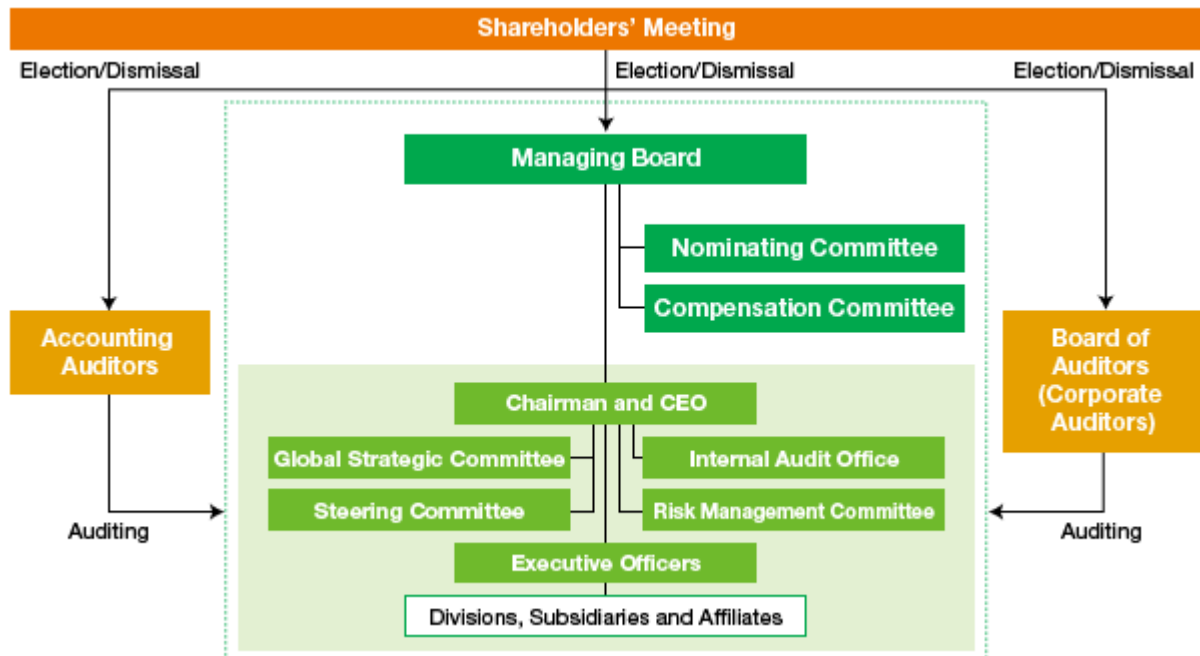 Shareholders' Meeting
Election/Dismissal
Election/Dismissal
Election/Dismissal
Managing Board
Nominating Committee
Compensation Committee
Accounting
Auditors
Board of
Auditors
(Corporate
Auditors)
Chairman and CEO
Global Strategic Committee
Internal Audit Office
Steering Committee
Risk Management Committee
Auditing
Auditing
Executive Officers
Divisions, Subsidiaries and Affiliates